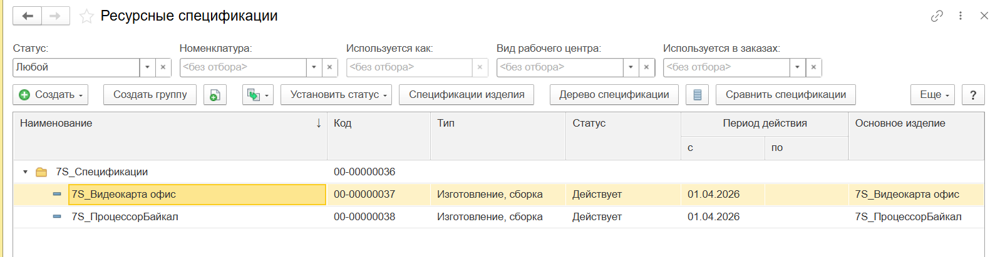 Ресурсные спецификации
Статус: Номенклатура: Используется как: Вид рабочего центра: Используется в заказах:
Любой <без отбора> <без отбора> <без отбора> <без отбора>
Создать Создать группу Установить статус Спецификации изделия Дерево спецификации Сравнить спецификации Еще ?
Наименование ↓ Код Тип Статус Период действия Основное изделие
с по
7S_Спецификации 00-00000036
7S_Видеокарта офис 00-00000037 Изготовление, сборка Действует 01.04.2026 7S_Видеокарта офис
7S_ПроцессорБайкал 00-00000038 Изготовление, сборка Действует 01.04.2026 7S_ПроцессорБайкал